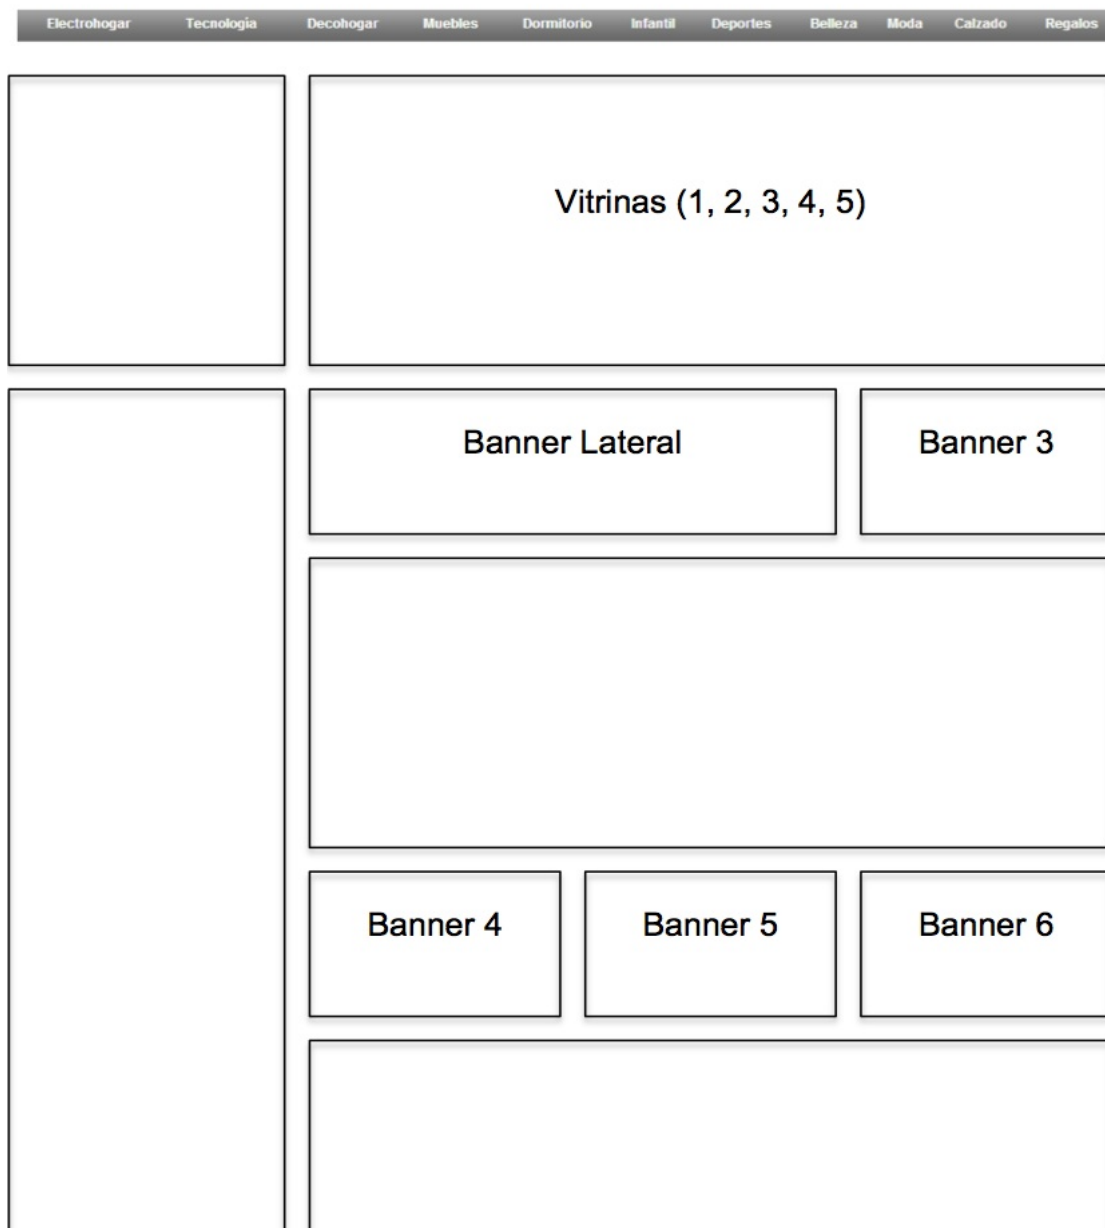 Electrohogar Tecnología Decohogar Muebles Dormitorio Infantil Deportes Belleza Moda Calzado Regalos
Vitrinas (1, 2, 3, 4, 5)
Banner Lateral Banner 3
Banner 4 Banner 5 Banner 6